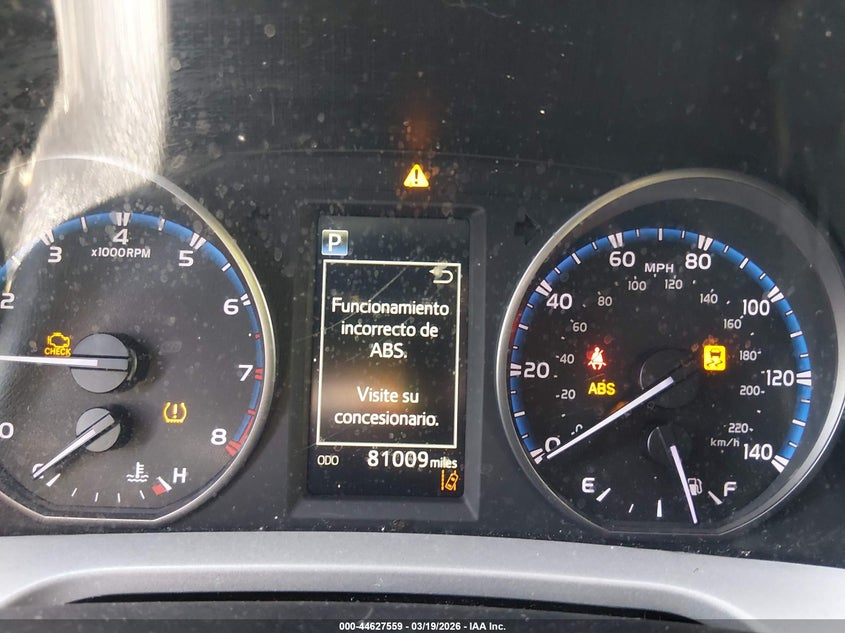 2 3 4 5 6 7 8
x1000RPM
CHECK
0
H
P
Funcionamiento
incorrecto de
ABS.
Visite su
concesionario.
ODO 81009 miles
0 20 40 60 80 100 120 140
MPH
20 40 60 80 100 120 140 160 180 200 220
km/h
ABS
E F
000-44627559 - 03/19/2026 - IAA Inc.